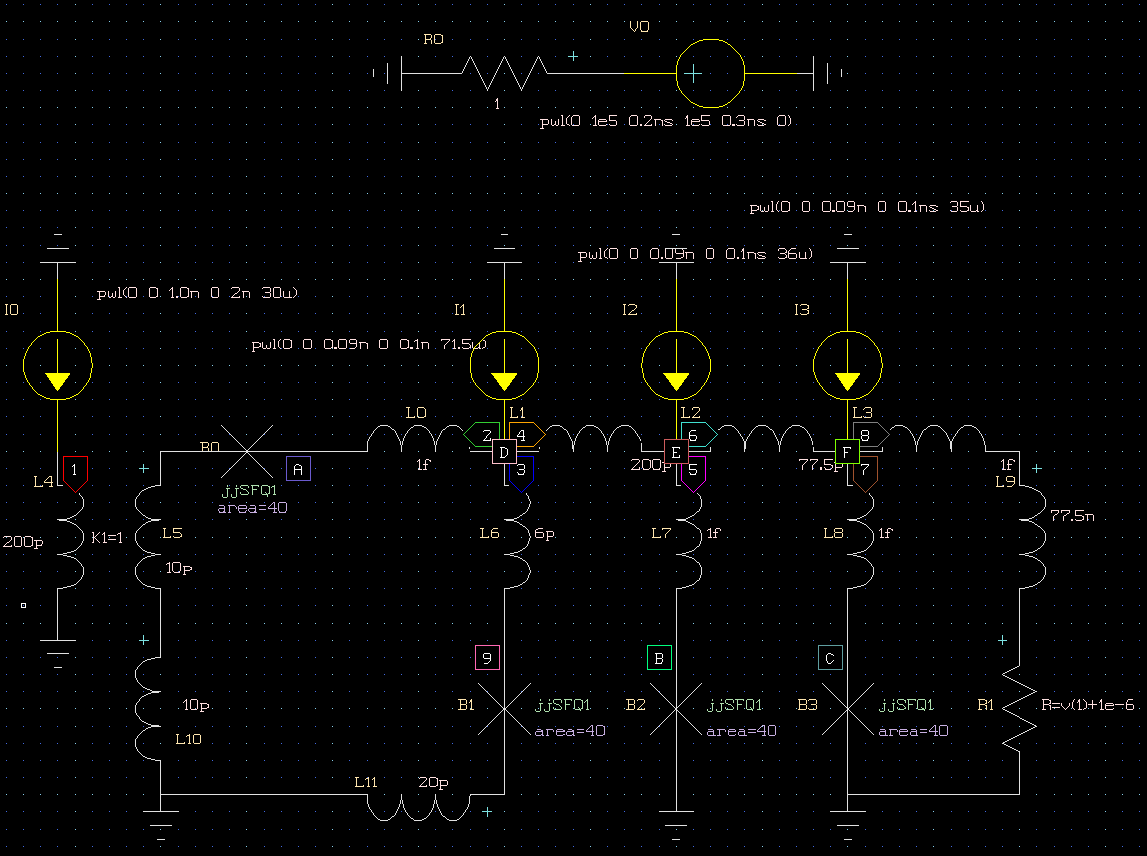 V0
R0
1
pwl(0 1e5 0.2ns 1e5 0.3ns 0)
pwl(0 0 0.09n 0 0.1ns 35u)
pwl(0 0 0.09n 0 0.1ns 36u)
pwl(0 0 1.0n 0 2n 30u)
I0
I1
I2
I3
pwl(0 0 0.09n 0 0.1n 71.5u)
L0
L1
L2
L3
2
4
6
8
B0
D
E
F
1f
200p
77.5p
1f
1
A
3
5
7
L4
L9
jjSFQ1
area=40
77.5n
200p
K1=1
L5
L6
6p
L7
1f
L8
1f
10p
9
B
C
10p
B1
jjSFQ1
B2
jjSFQ1
B3
jjSFQ1
R1
R=v(1)+1e-6
area=40
area=40
area=40
L10
L11
20p